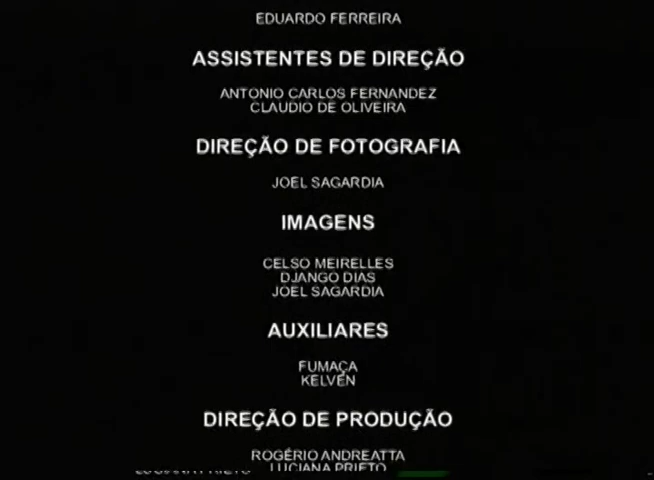 EDUARDO FERREIRA
ASSISTENTES DE DIREÇÃO
ANTONIO CARLOS FERNANDEZ
CLAUDIO DE OLIVEIRA
DIREÇÃO DE FOTOGRAFIA
JOEL SAGARDIA
IMAGENS
CELSO MEIRELLES
DJANGO DIAS
JOEL SAGARDIA
AUXILIARES
FUMAÇA
KELVEN
DIREÇÃO DE PRODUÇÃO
ROGÉRIO ANDREATTA
LUCIANA PRIETO